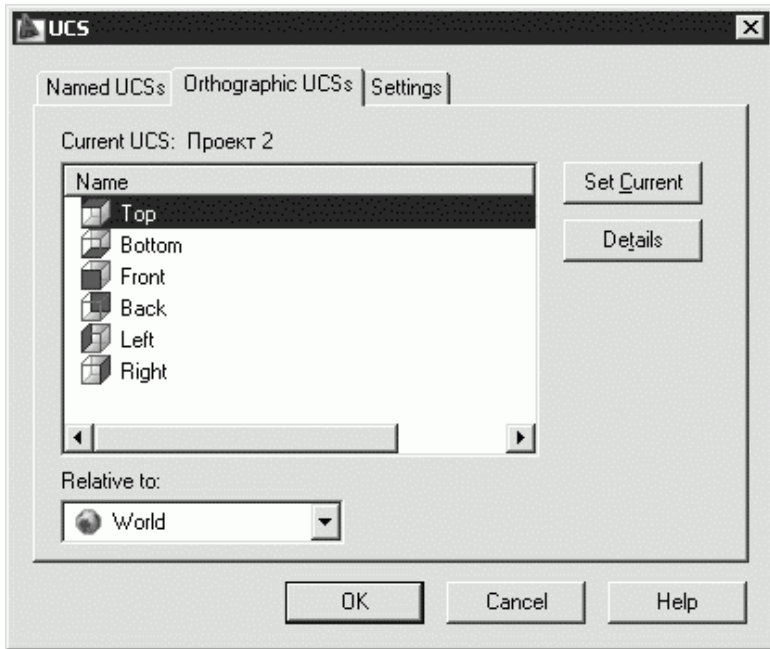 UCS
Named UCSs Orthographic UCSs Settings
Current UCS: Проект 2
Name
Top
Bottom
Front
Back
Left
Right
Set Current
Details
Relative to:
World
OK Cancel Help